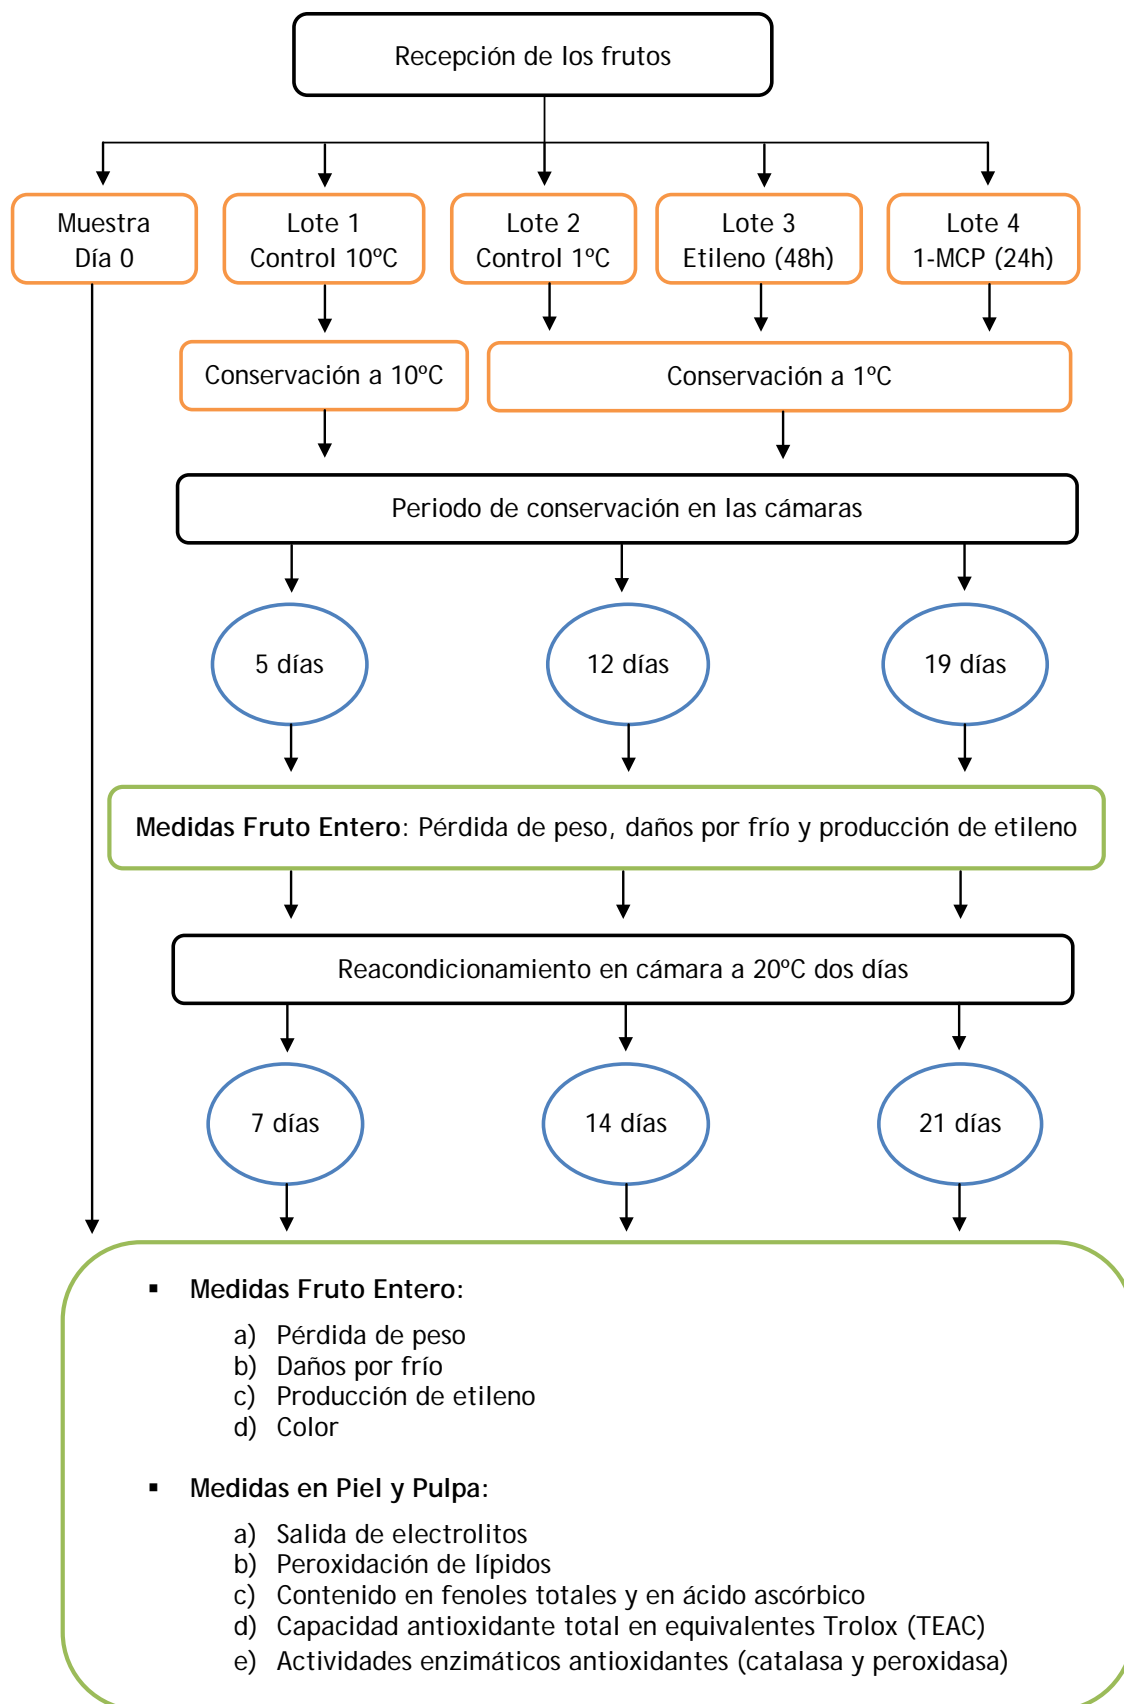 Recepción de los frutos
Muestra
Día 0
Lote 1
Control 10ºC
Lote 2
Control 1ºC
Lote 3
Etileno (48h)
Lote 4
1-MCP (24h)
Conservación a 10ºC
Conservación a 1ºC
Periodo de conservación en las cámaras
5 días
12 días
19 días
Medidas Fruto Entero: Pérdida de peso, daños por frío y producción de etileno
Reacondicionamiento en cámara a 20ºC dos días
7 días
14 días
21 días
▪ Medidas Fruto Entero:
a) Pérdida de peso
b) Daños por frío
c) Producción de etileno
d) Color
▪ Medidas en Piel y Pulpa:
a) Salida de electrolitos
b) Peroxidación de lípidos
c) Contenido en fenoles totales y en ácido ascórbico
d) Capacidad antioxidante total en equivalentes Trolox (TEAC)
e) Actividades enzimáticos antioxidantes (catalasa y peroxidasa)